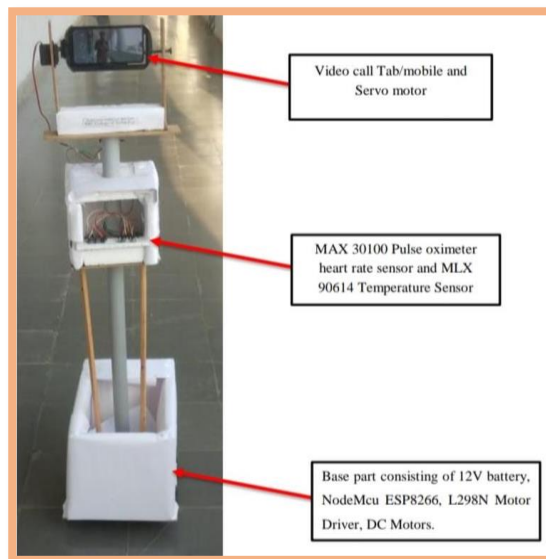 Video call Tab/mobile and
Servo motor
MAX 30100 Pulse oximeter
heart rate sensor and MLX
90614 Temperature Sensor
Base part consisting of 12V battery,
NodeMcu ESP8266, L298N Motor
Driver, DC Motors.